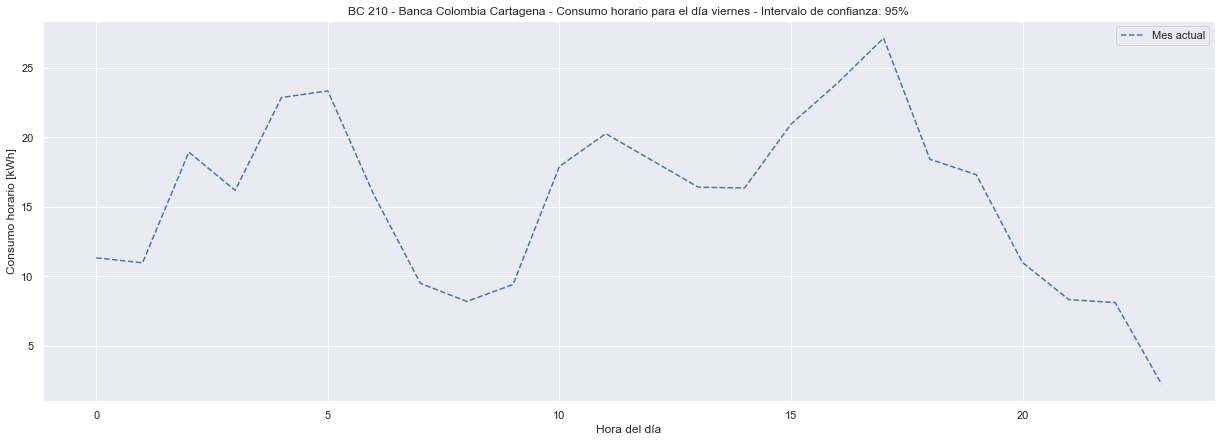 BC 210 - Banca Colombia Cartagena - Consumo horario para el día viernes - Intervalo de confianza: 95%
Mes actual
Consumo horario [kWh]
25
20
15
10
5
0 5 10 15 20
Hora del día